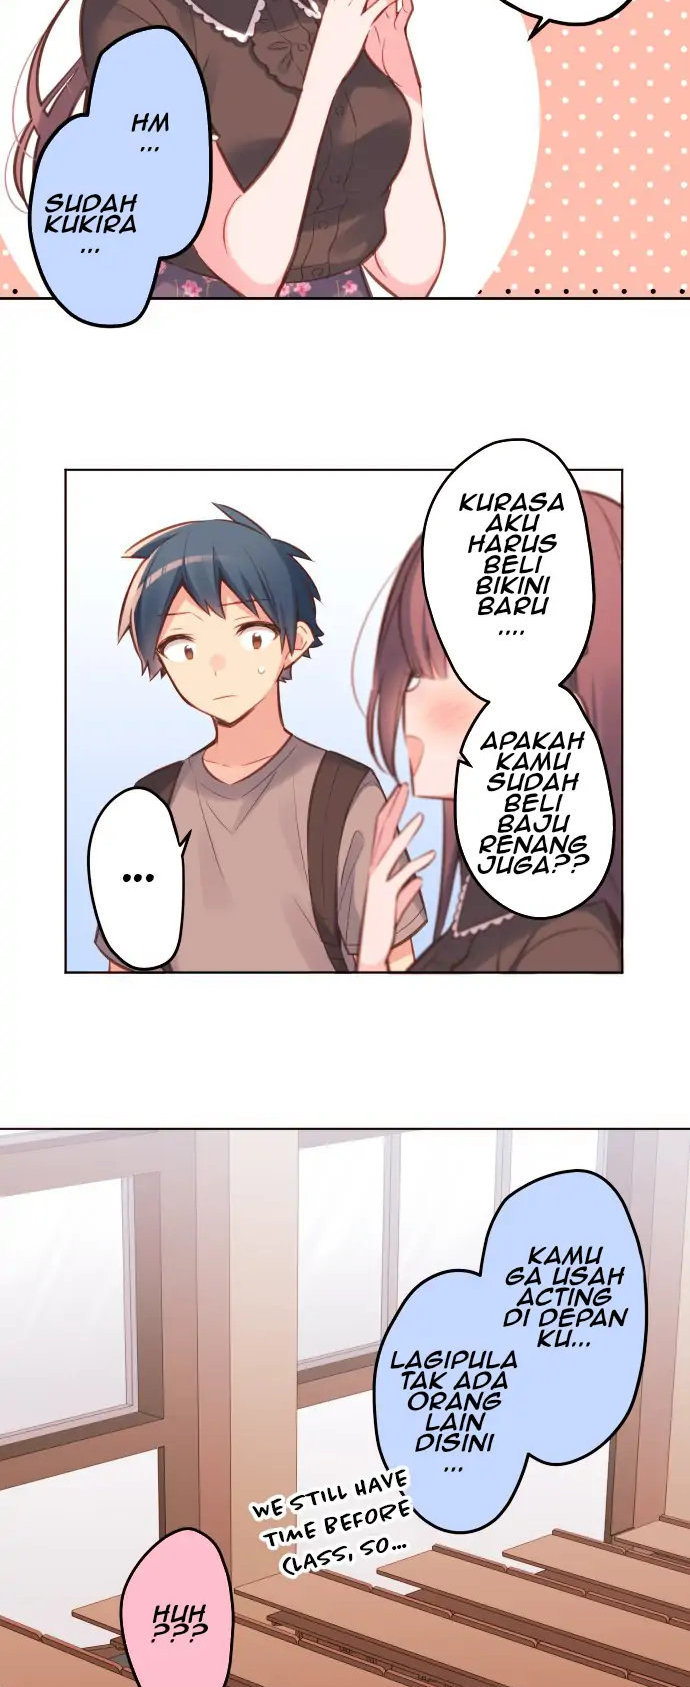 HM
...
SUDAH
KUKIRA
...
KURASA
AKU
HARUS
BELI
BIKINI
BARU
....
APAKAH
KAMU
SUDAH
BELI
BAJU
RENANG
JUGA??
...
KAMU
GA USAH
ACTING
DI DEPAN
KU...
LAGIPULA
TAK ADA
ORANG
LAIN
DISINI
...
WE STILL HAVE
TIME BEFORE
CLASS, SO...
HUH
???